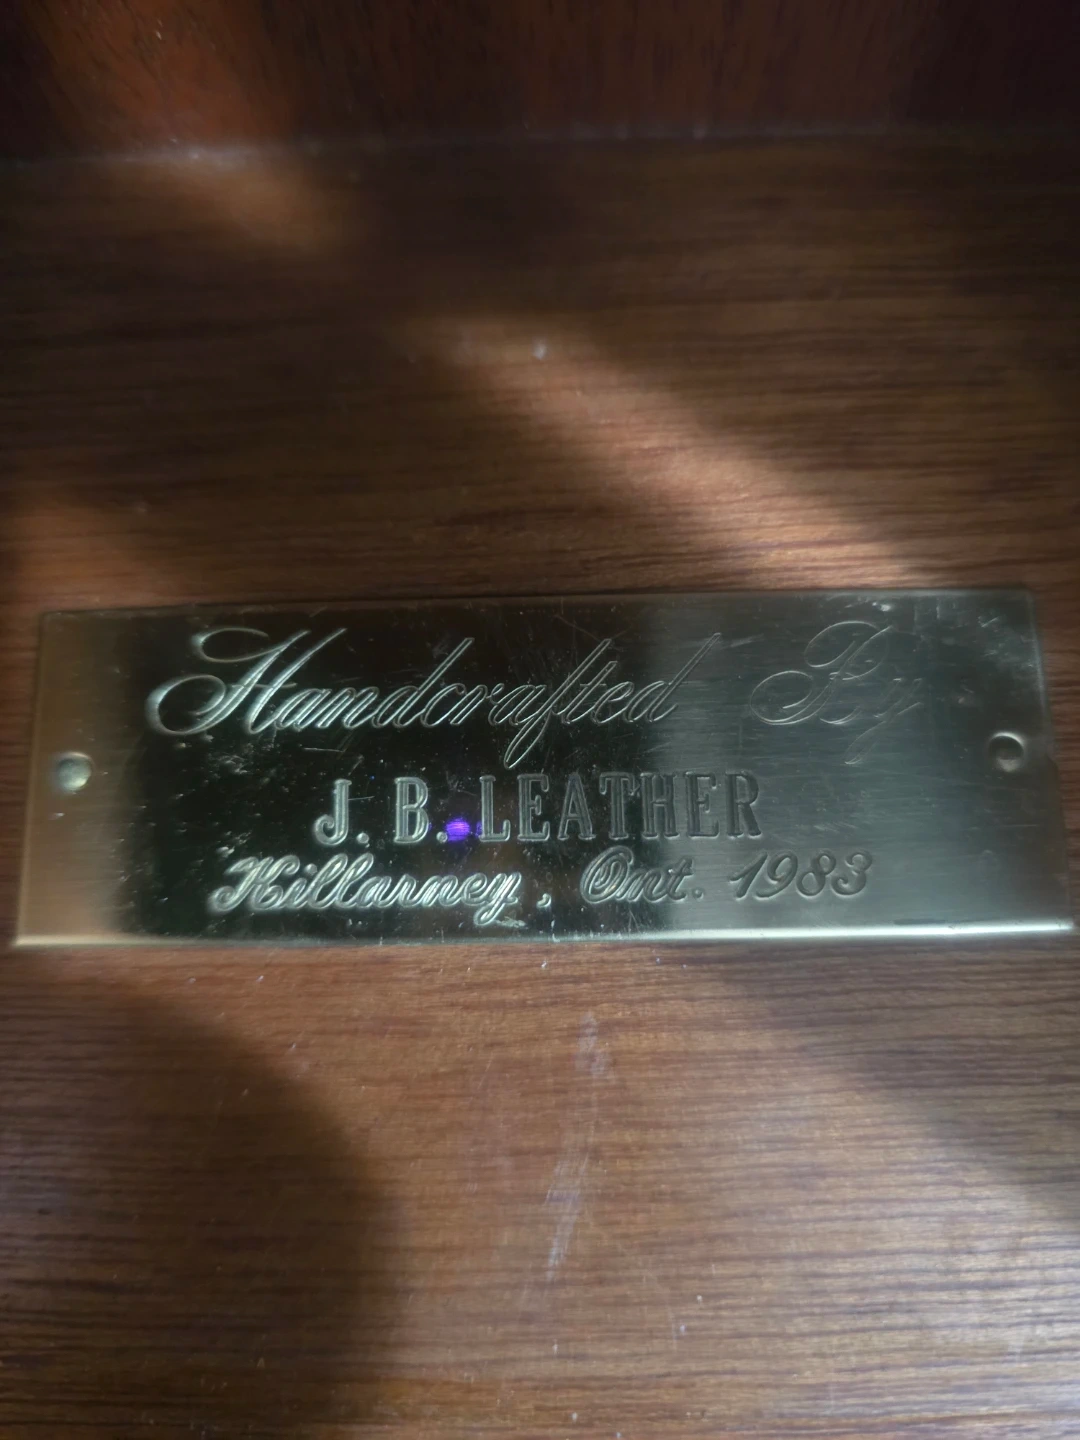 Handcrafted By
J. B. LEATHER
Killarney, Ont. 1983